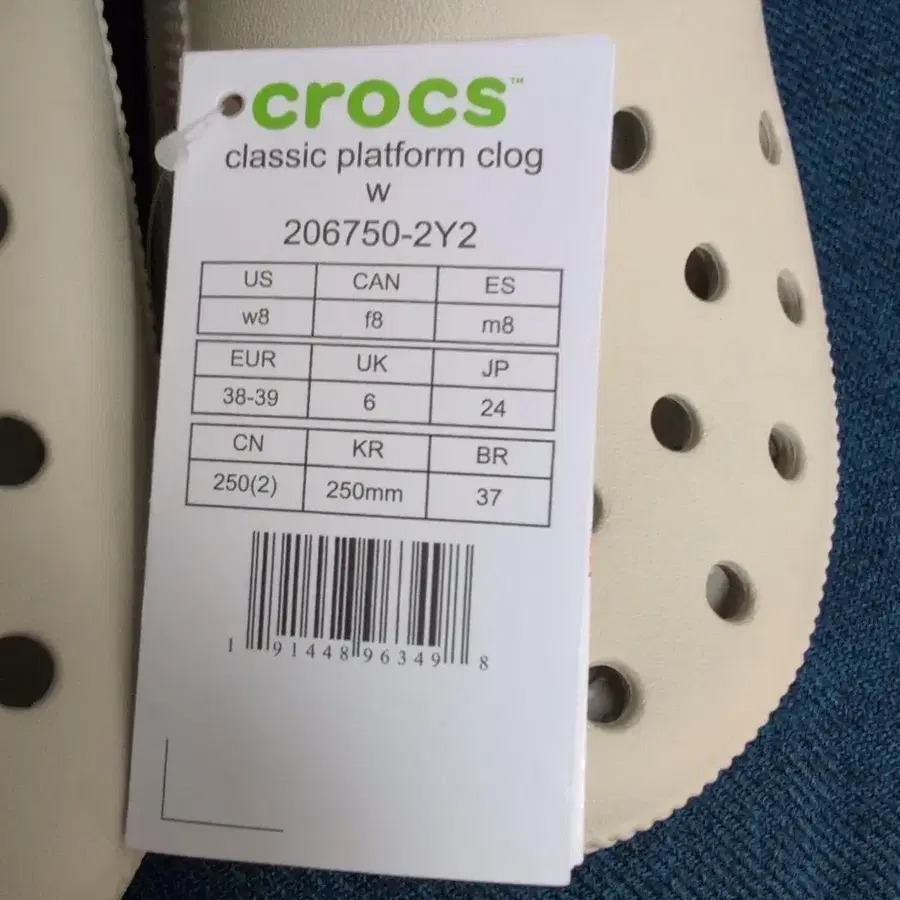 crocs™
classic platform clog
w
206750-2Y2
US CAN ES
w8 f8 m8
EUR UK JP
38-39 6 24
CN KR BR
250(2) 250mm 37
1 91448 96349 8